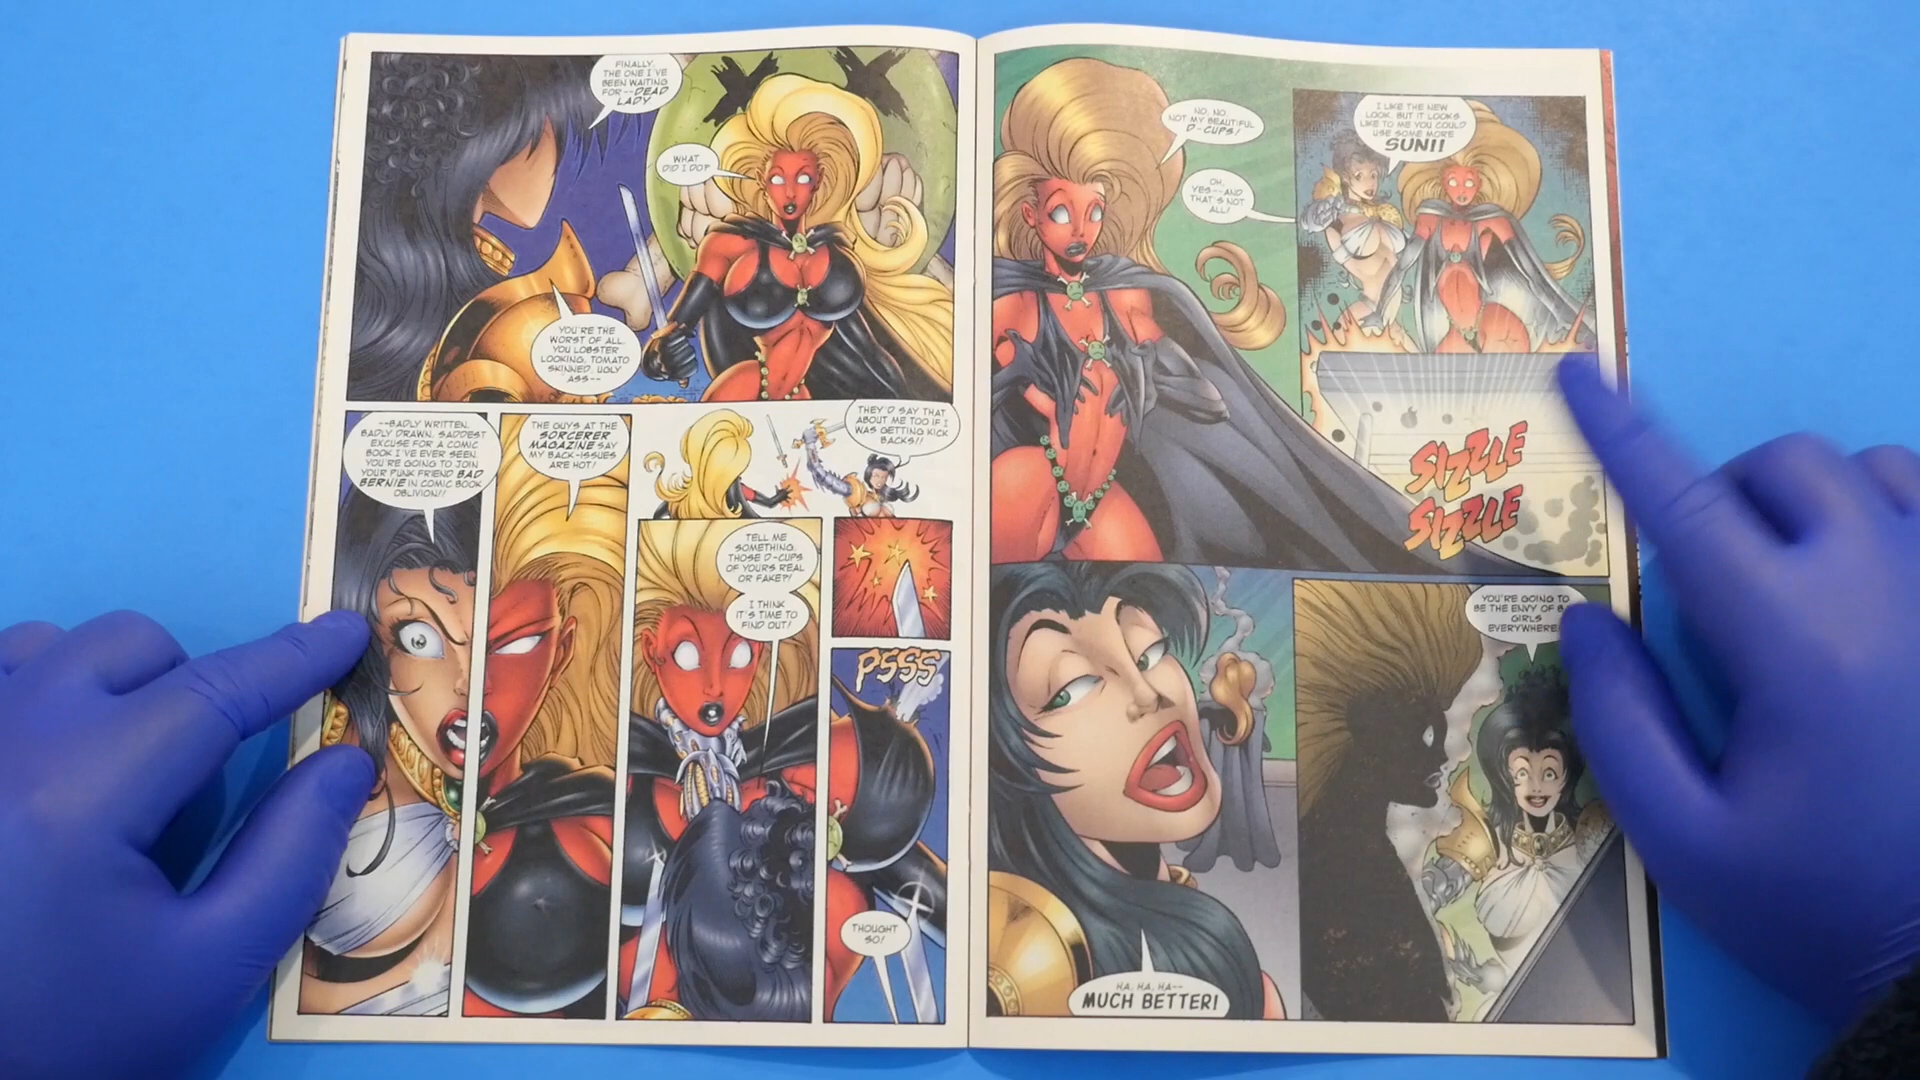 FINALLY,
THE ONE I'VE
BEEN WAITING
FOR--DEAD
LADY
WHAT
DID I DO?
YOU'RE THE
WORST OF ALL,
YOU LOBSTER
LOOKING, TOMATO
SKINNED, UGLY
ASS--
--BADLY WRITTEN,
BADLY DRAWN, SADDEST
EXCUSE FOR A COMIC
BOOK I'VE EVER SEEN.
YOU'RE GOING TO JOIN
YOUR PUNK FRIEND BAD
BERNIE IN COMIC BOOK
OBLIVION!!
THE GUYS AT THE
SORCERER
MAGAZINE SAY
MY BACK-ISSUES
ARE HOT!
THEY'D SAY THAT
ABOUT ME TOO IF I
WAS GETTING KICK
BACKS!!
TELL ME
SOMETHING,
THOSE D-CUPS
OF YOURS REAL
OR FAKE?!
I THINK
IT'S TIME TO
FIND OUT!
PSSS
THOUGHT
SO!
NO, NO,
NOT MY BEAUTIFUL
D-CUPS!
OH,
YES--AND
THAT'S NOT
ALL!
I LIKE THE NEW
LOOK, BUT IT LOOKS
LIKE TO ME YOU COULD
USE SOME MORE
SUN!!
SIZZLE
SIZZLE
HA, HA, HA--
MUCH BETTER!
YOU'RE GOING TO
BE THE ENVY OF
GIRLS
EVERYWHERE